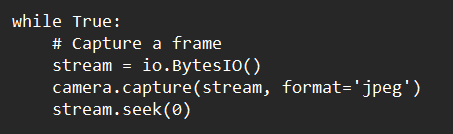 while True:
    # Capture a frame
    stream = io.BytesIO()
    camera.capture(stream, format='jpeg')
    stream.seek(0)